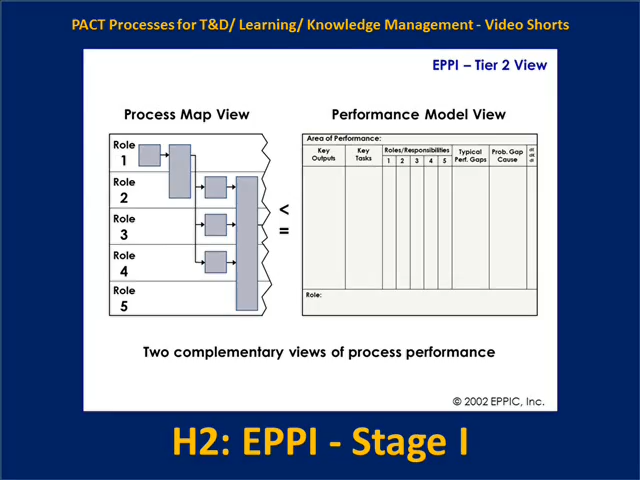 PACT Processes for T&D/ Learning/ Knowledge Management - Video Shorts
EPPI – Tier 2 View
Process Map View
Performance Model View
Role
1
Role
2
Role
3
Role
4
Role
5
<
=
Area of Performance:
Key
Outputs
Key
Tasks
Roles/Responsibilities
1 2 3 4 5
Typical
Perf. Gaps
Prob. Gap
Cause
Role:
Two complementary views of process performance
© 2002 EPPIC, Inc.
H2: EPPI - Stage I